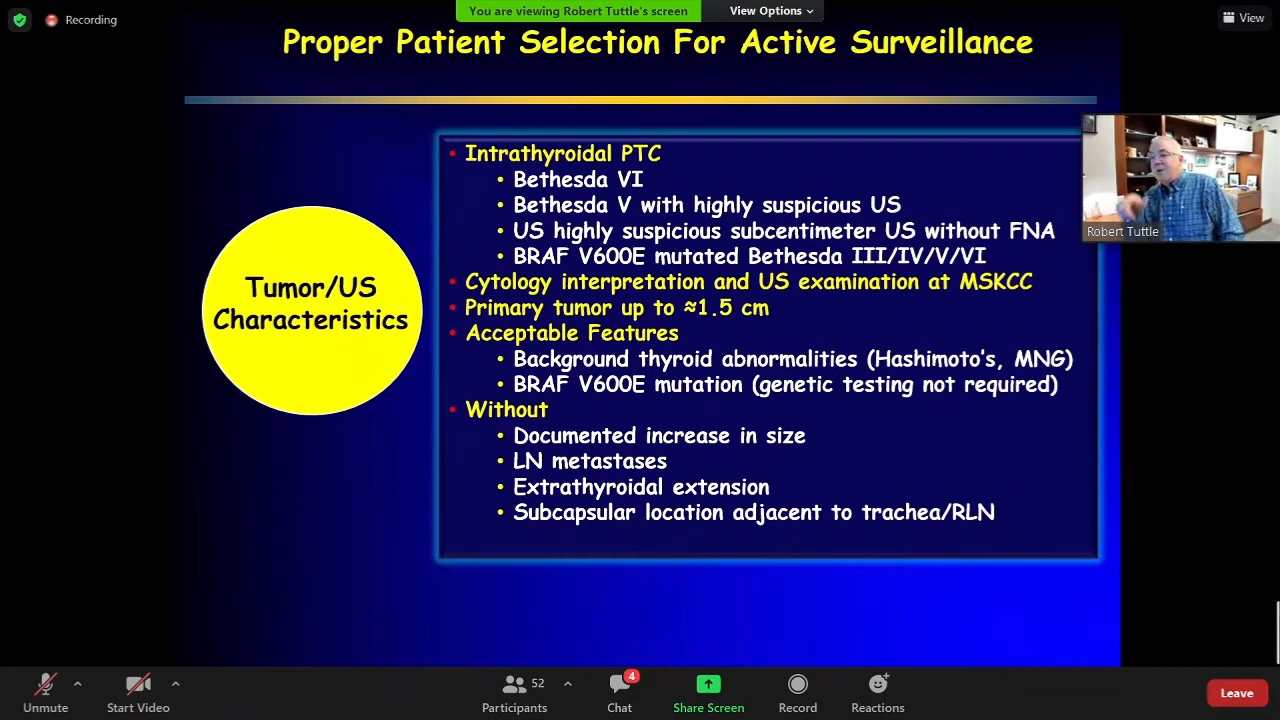 Recording
You are viewing Robert Tuttle's screen
View Options
View
Proper Patient Selection For Active Surveillance
Tumor/US
Characteristics
• Intrathyroidal PTC
• Bethesda VI
• Bethesda V with highly suspicious US
• US highly suspicious subcentimeter US without FNA
• BRAF V600E mutated Bethesda III/IV/V/VI
• Cytology interpretation and US examination at MSKCC
• Primary tumor up to ≈1.5 cm
• Acceptable Features
• Background thyroid abnormalities (Hashimoto's, MNG)
• BRAF V600E mutation (genetic testing not required)
• Without
• Documented increase in size
• LN metastases
• Extrathyroidal extension
• Subcapsular location adjacent to trachea/RLN
Robert Tuttle
Unmute
Start Video
52
Participants
4
Chat
Share Screen
Record
Reactions
Leave